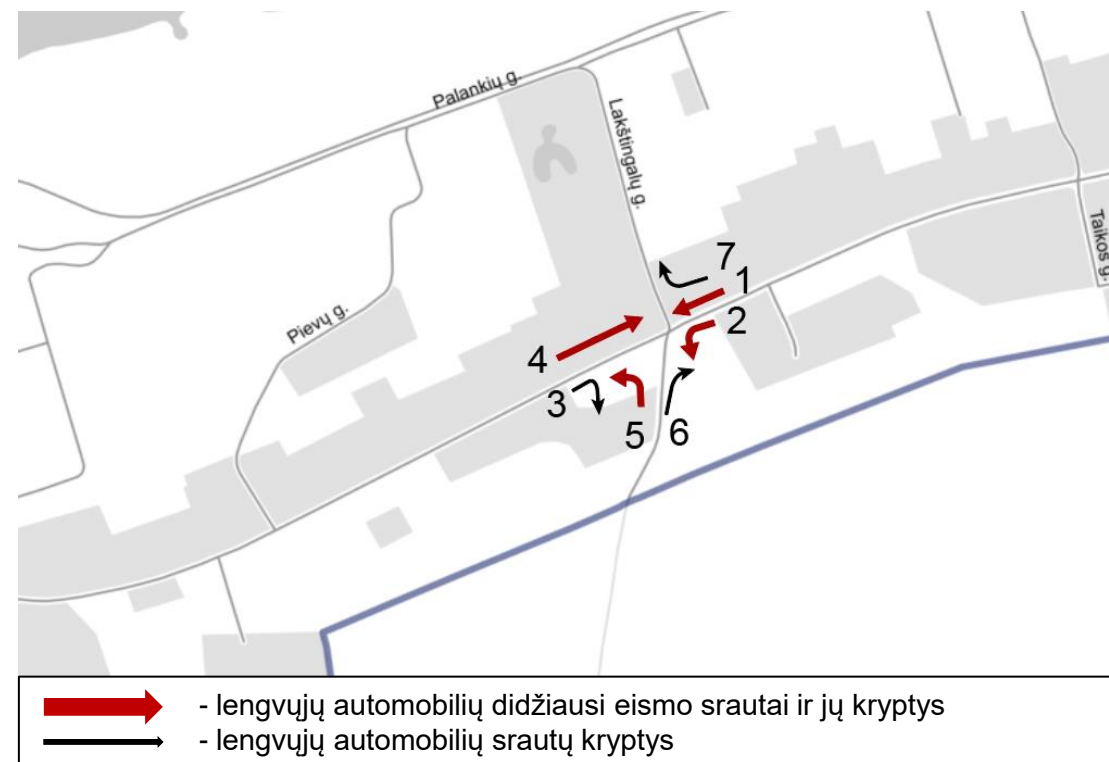 Palankių g.
Lakštingalų g.
Taikos g.
Pievų g.
7
1
2
4
3
5
6
- lengvųjų automobilių didžiausi eismo srautai ir jų kryptys
- lengvųjų automobilių srautų kryptys